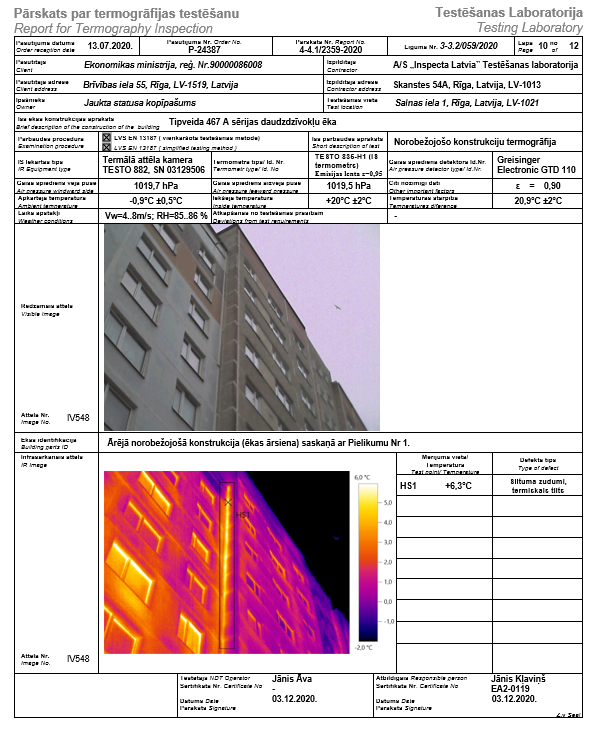 Pārskats par termogrāfijas testēšanu Testēšanas Laboratorija
Report for Termography Inspection Testing Laboratory
Pasūtījuma datums
Order reception date
13.07.2020.
Pasūtījuma Nr. Order No.
P-24387
Pārskata Nr. Report No.
4-4.1/2359-2020
Līguma Nr. 3-3.2/059/2020
Lapa 10 no 12
Page of
Pasūtītājs
Client
Ekonomikas ministrija, reģ. Nr.90000086008
Izpildītājs
Contractor
A/S „Inspecta Latvia” Testēšanas laboratorija
Pasūtītāja adrese
Client address
Brīvības iela 55, Rīga, LV-1519, Latvija
Izpildītāja adrese
Contractor address
Skanstes 54A, Rīga, Latvija, LV-1013
Īpašnieks
Owner
Jaukta statusa kopīpašums
Testēšanas vieta
Test location
Salnas iela 1, Rīga, Latvija, LV-1021
Īss ēkas konstrukcijas apraksts
Brief description of the construction of the building
Tipveida 467 A sērijas daudzdzīvokļu ēka
Pārbaudes procedūra
Examination procedure
LVS EN 13187 ( vienkāršota testēšanas metode)
LVS EN 13187 ( simplified testing method )
Īss pārbaudes apraksts
Short description of test
Norobežojošo konstrukciju termogrāfija
IS iekārtas tips
IR Equipment type
Termālā attēla kamera
TESTO 882, SN 03129506
Termometra tips/ Id. Nr.
Termometr type/ Id. No
TESTO 835-H1 (IS
termometrs)
Emisijas lenta ε=0,95
Gaisa spiediena detektors Id.Nr.
Air pressure detector type/ Id.Nr.
Greisinger
Electronic GTD 110
Gaisa spiediens vēja pusē
Air pressure windward side
1019,7 hPa
Gaisa spiediens aizvēja pusē
Air pressure leeward pressure
1019,5 hPa
Citi nozīmīgi dati
Other important factors
ε = 0,90
Apkārtējā temperatūra
Ambient temperature
-0,9°C ±0,5°C
Iekšējā temperatūra
Inside temperature
+20°C ±2°C
Temperatūras starpība
Temperatures diference
20,9°C ±2°C
Laika apstākļi
Weather conditions
Vw=4..8m/s; RH=85..86 %
Atkāpšanās no testēšanas prasībām
Deviations from test requirements
-
Redzamais attēls
Visible image
Attēla Nr.
Image No.
IV548
Ēkas identifikācija
Building parts ID
Ārējā norobežojošā konstrukcija (ēkas ārsiena) saskaņā ar Pielikumu Nr 1.
Infrasarkanais attēls
IR image
6,0 °C
5,0
4,0
3,0
2,0
1,0
0,0
-1,0
-2,0 °C
HS1
Mērījuma vieta/
Temperatūra
Test point/ Temperature
Defekta tips
Type of defect
HS1 +6,3°C
Siltuma zudumi,
termiskais tilts
Attēla Nr.
Image No.
IV548
Testētājs NDT Operator
Sertifikāta Nr. Certificate No
Jānis Āva
-
Datums Date
03.12.2020.
Paraksts Signature
Atbildīgais Responsible person
Sertifikāta Nr. Certificate No
Jānis Kļaviņš
EA2-0119
Datums Date
03.12.2020.
Paraksts Signature